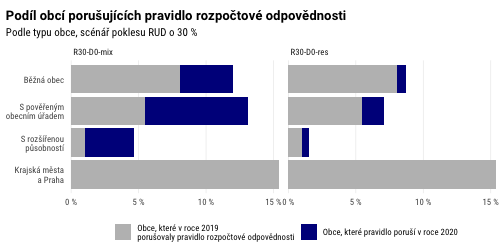 Podíl obcí porušujících pravidlo rozpočtové odpovědnosti
Podle typu obce, scénář poklesu RUD o 30 %
R30-D0-mix
R30-D0-res
Běžná obec
S pověřeným
obecním úřadem
S rozšířenou
působností
Krajská města
a Praha
0 %
5 %
10 %
15 %
0 %
5 %
10 %
15 %
Obce, které v roce 2019
porušovaly pravidlo rozpočtové odpovědnosti
Obce, které pravidlo poruší v roce 2020